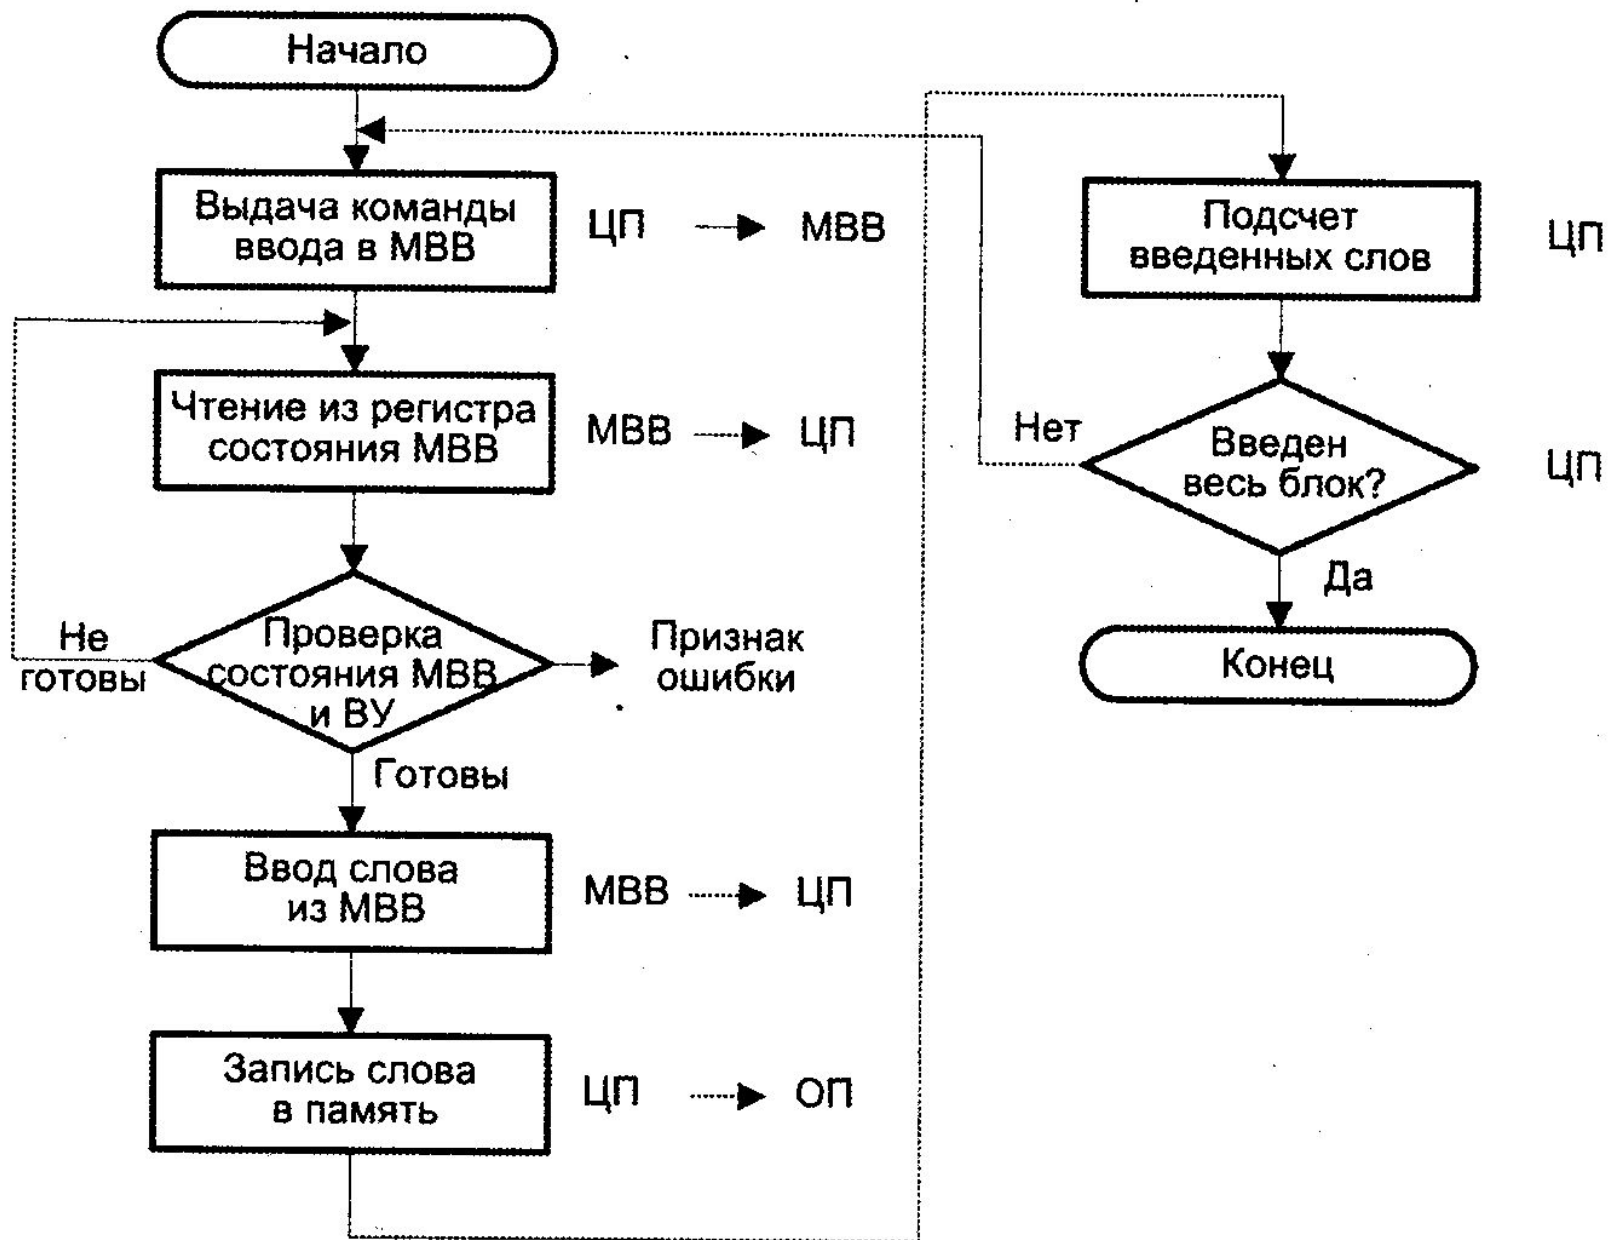 Начало
Выдача команды
ввода в МВВ
ЦП
МВВ
Чтение из регистра
состояния МВВ
МВВ
ЦП
Не
готовы
Проверка
состояния МВВ
и ВУ
Признак
ошибки
Готовы
Ввод слова
из МВВ
МВВ
ЦП
Запись слова
в память
ЦП
ОП
Подсчет
введенных слов
ЦП
Нет
Введен
весь блок?
ЦП
Да
Конец